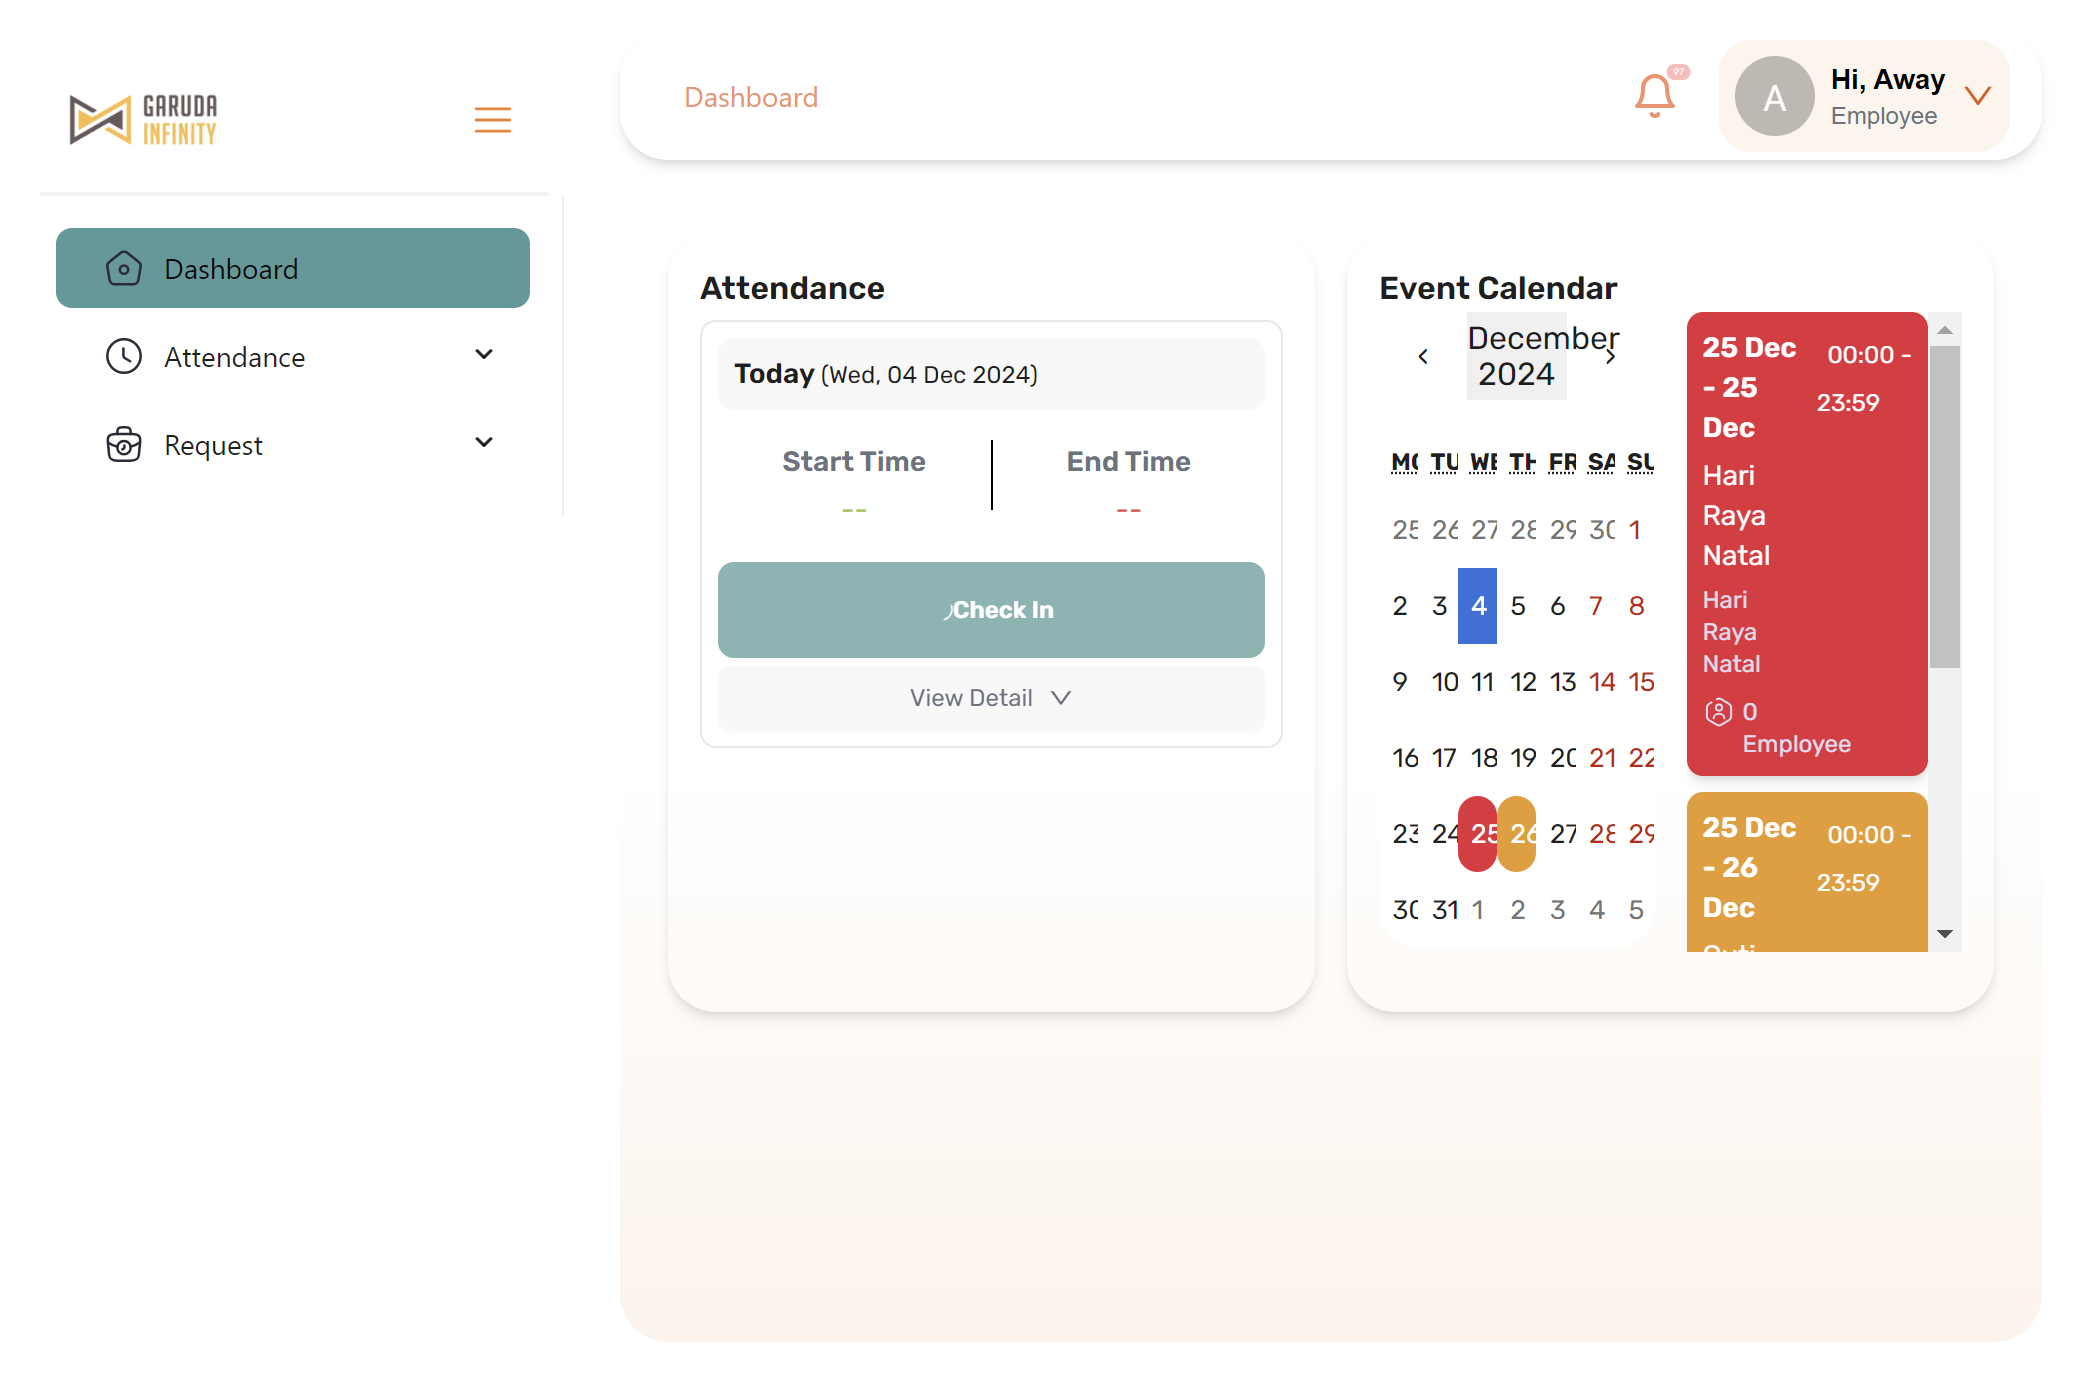 GARUDA
INFINITY
Dashboard
Attendance
Request
Dashboard
97
A
Hi, Away
Employee
Attendance
Today (Wed, 04 Dec 2024)
Start Time
End Time
--
--
Check In
View Detail
Event Calendar
December
2024
TU
TH
FR
SA
25 26 27 28 29 30 1
2 3 4 5 6 7 8
9 10 11 12 13 14 15
16 17 18 19 20 21 22
23 24 25 26 27 28 29
30 31 1 2 3 4 5
25 Dec
- 25
Dec
00:00 -
23:59
Hari
Raya
Natal
Hari
Raya
Natal
0
Employee
25 Dec
- 26
Dec
00:00 -
23:59